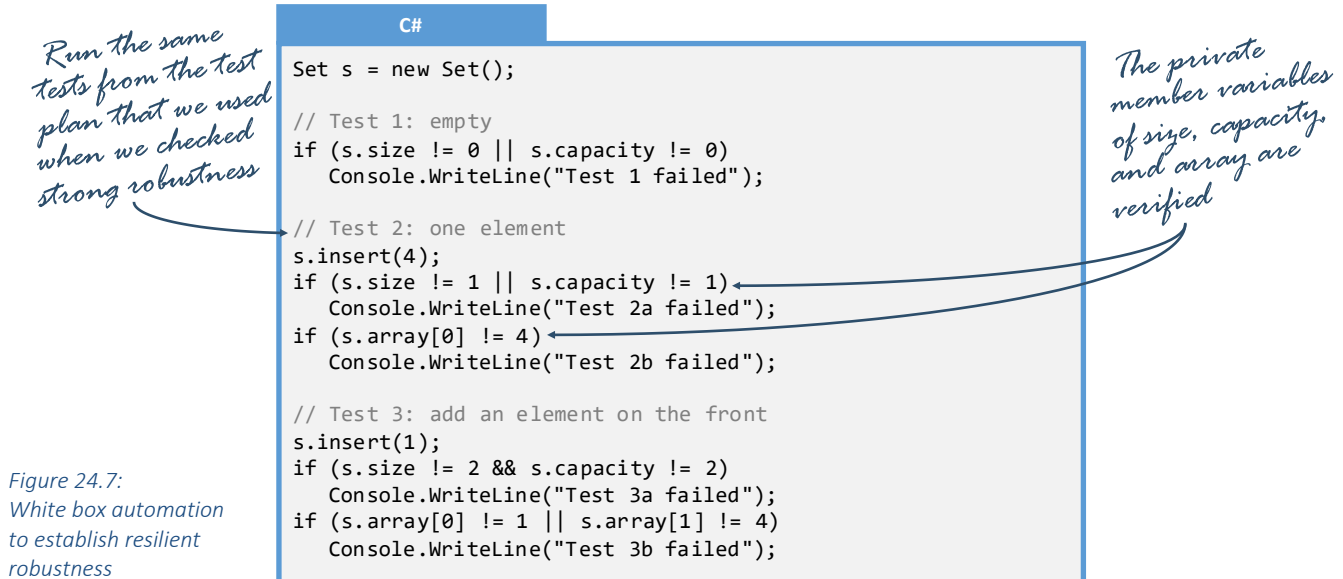 Run the same
tests from the test
plan that we used
when we checked
strong robustness
C#
Set s = new Set();
// Test 1: empty
if (s.size != 0 || s.capacity != 0)
Console.WriteLine("Test 1 failed");
// Test 2: one element
s.insert(4);
if (s.size != 1 || s.capacity != 1)
Console.WriteLine("Test 2a failed");
if (s.array[0] != 4)
Console.WriteLine("Test 2b failed");
// Test 3: add an element on the front
s.insert(1);
if (s.size != 2 && s.capacity != 2)
Console.WriteLine("Test 3a failed");
if (s.array[0] != 1 || s.array[1] != 4)
Console.WriteLine("Test 3b failed");
The private
member variables
of size, capacity,
and array are
verified
Figure 24.7:
White box automation
to establish resilient
robustness